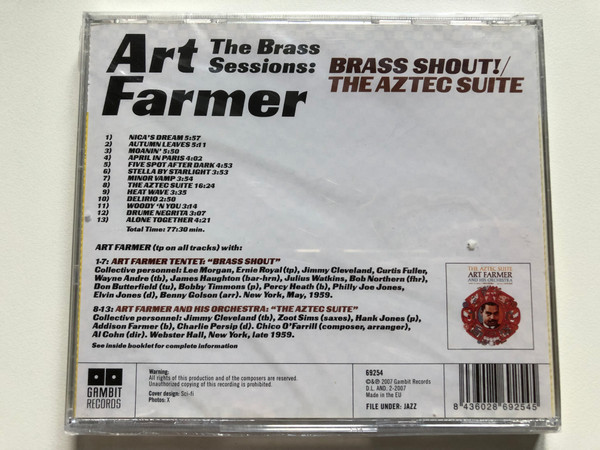 Art The Brass
Sessions:
Farmer
BRASS SHOUT!/
THE AZTEC SUITE
1) NICA'S DREAM 5:57
2) AUTUMN LEAVES 5:11
3) MOANIN' 5:50
4) APRIL IN PARIS 4:02
5) FIVE SPOT AFTER DARK 4:53
6) STELLA BY STARLIGHT 3:53
7) MINOR VAMP 3:54
8) THE AZTEC SUITE 16:24
9) HEAT WAVE 3:35
10) DELIRIO 2:50
11) WOODY 'N YOU 3:14
12) DRUME NEGRITA 3:07
13) ALONE TOGETHER 4:21
Total Time: 77:30 min.
ART FARMER (tp on all tracks) with:
1-7: ART FARMER TENTET: "BRASS SHOUT"
Collective personnel: Lee Morgan, Ernie Royal (tp), Jimmy Cleveland, Curtis Fuller,
Wayne Andre (tb), James Haughton (bar-hrn), Julius Watkins, Bob Northern (fhr),
Don Butterfield (tu), Bobby Timmons (p), Percy Heath (b), Philly Joe Jones,
Elvin Jones (d), Benny Golson (arr). New York, May, 1959.
8-13: ART FARMER AND HIS ORCHESTRA: "THE AZTEC SUITE"
Collective personnel: Jimmy Cleveland (tb), Zoot Sims (saxes), Hank Jones (p),
Addison Farmer (b), Charlie Persip (d). Chico O'Farrill (composer, arranger),
Al Cohn (dir). Webster Hall, New York, late 1959.
See inside booklet for complete information
THE AZTEC SUITE
ART FARMER
AND HIS ORCHESTRA
GAMBIT
RECORDS
Warning:
All rights of this production and of the composers are reserved.
Unauthorized copying of this recording is prohibited.
Cover design: Sci-fi
Photos: X
69254
©&℗ 2007 Gambit Records
D.L. AND. 2-2007
Made in the EU
FILE UNDER: JAZZ
8 436028 692545